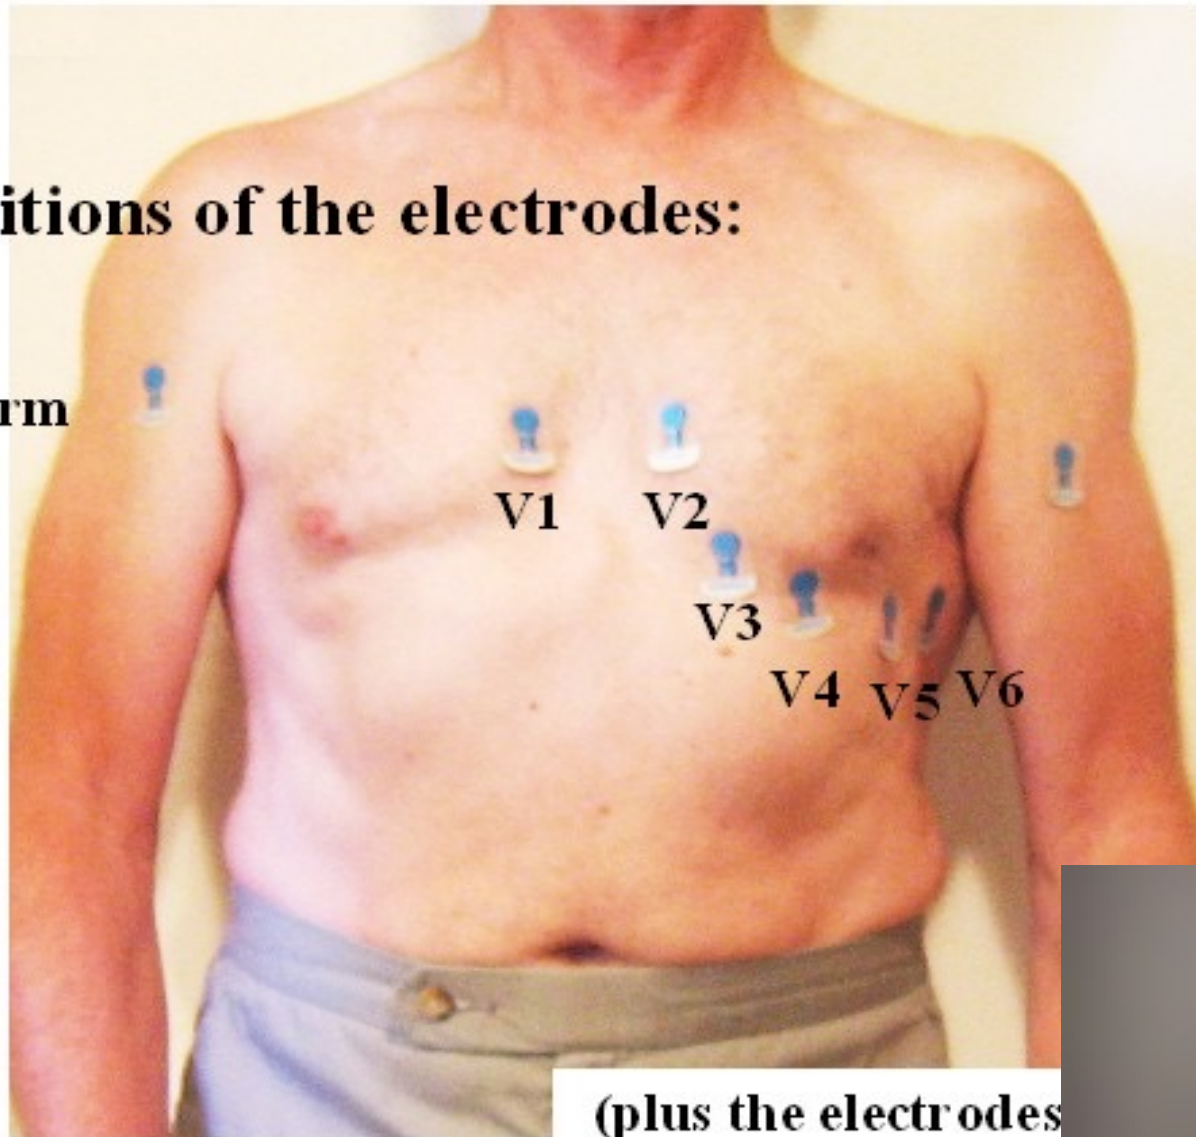 itions of the electrodes:
rm
V1 V2
V3
V4 V5 V6
(plus the electrodes